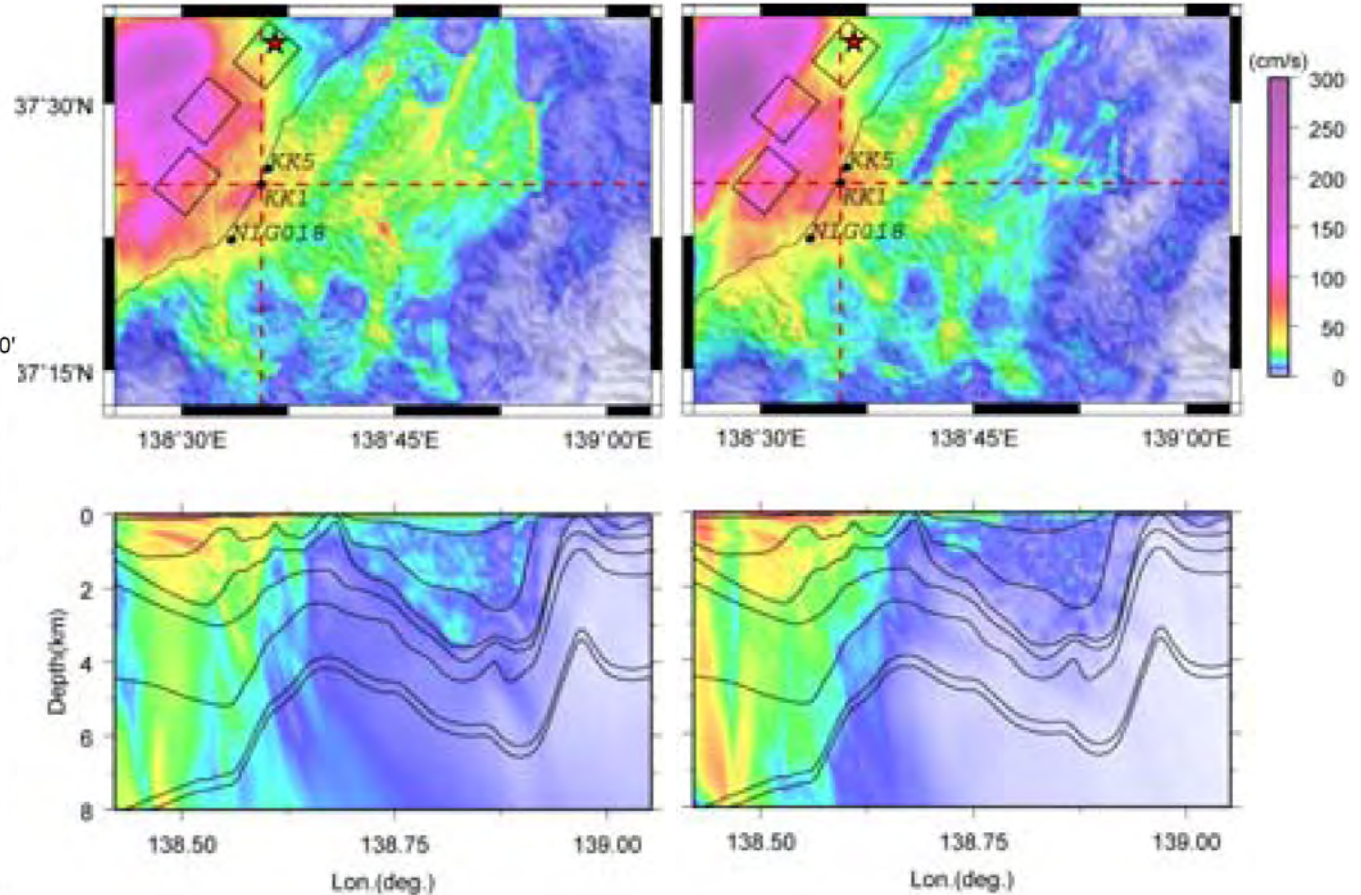 (cm/s)
300
250
200
150
100
50
0
37°30'N
37°15'N
0'
KK5
KK1
NIG018
138°30'E
138°45'E
139°00'E
KK5
KK1
NIG018
138°30'E
138°45'E
139°00'E
Depth(km)
0
2
4
6
8
138.50
138.75
139.00
Lon.(deg.)
138.50
138.75
139.00
Lon.(deg.)